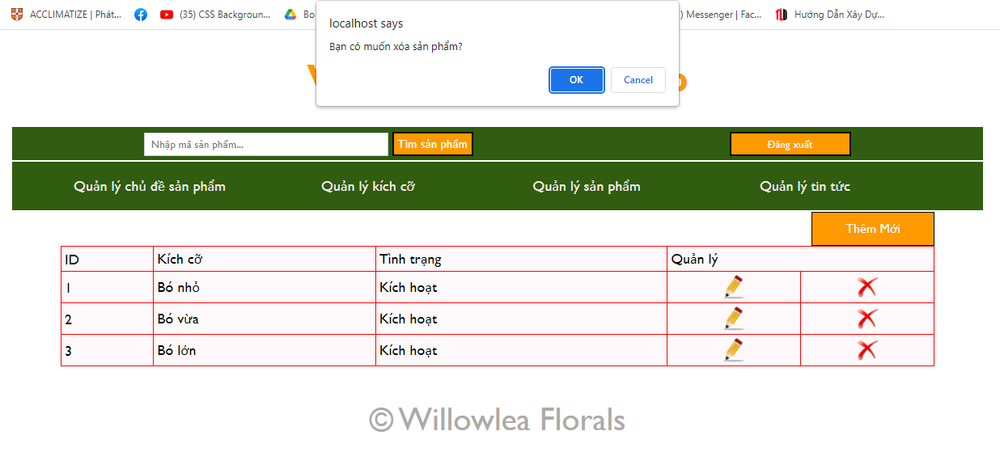 ACCLIMATIZE | Phát... (35) CSS Backgroun... Bo ) Messenger | Fac... Hướng Dẫn Xây Dự...
localhost says
Bạn có muốn xóa sản phẩm?
OK Cancel
Nhập mã sản phẩm... Tìm sản phẩm Đăng xuất
Quản lý chủ đề sản phẩm Quản lý kích cỡ Quản lý sản phẩm Quản lý tin tức
Thêm Mới
ID Kích cỡ Tình trạng Quản lý
1 Bó nhỏ Kích hoạt
2 Bó vừa Kích hoạt
3 Bó lớn Kích hoạt
© Willowlea Florals